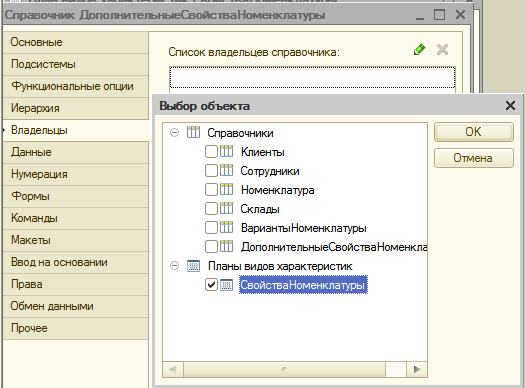 Справочник ДополнительныеСвойстваНоменклатуры
Основные
Подсистемы
Функциональные опции
Иерархия
Владельцы
Данные
Нумерация
Формы
Команды
Макеты
Ввод на основании
Права
Обмен данными
Прочее
Список владельцев справочника:
Выбор объекта
Справочники
Клиенты
Сотрудники
Номенклатура
Склады
ВариантыНоменклатуры
ДополнительныеСвойстваНоменкла
Планы видов характеристик
СвойстваНоменклатуры
OK
Отмена